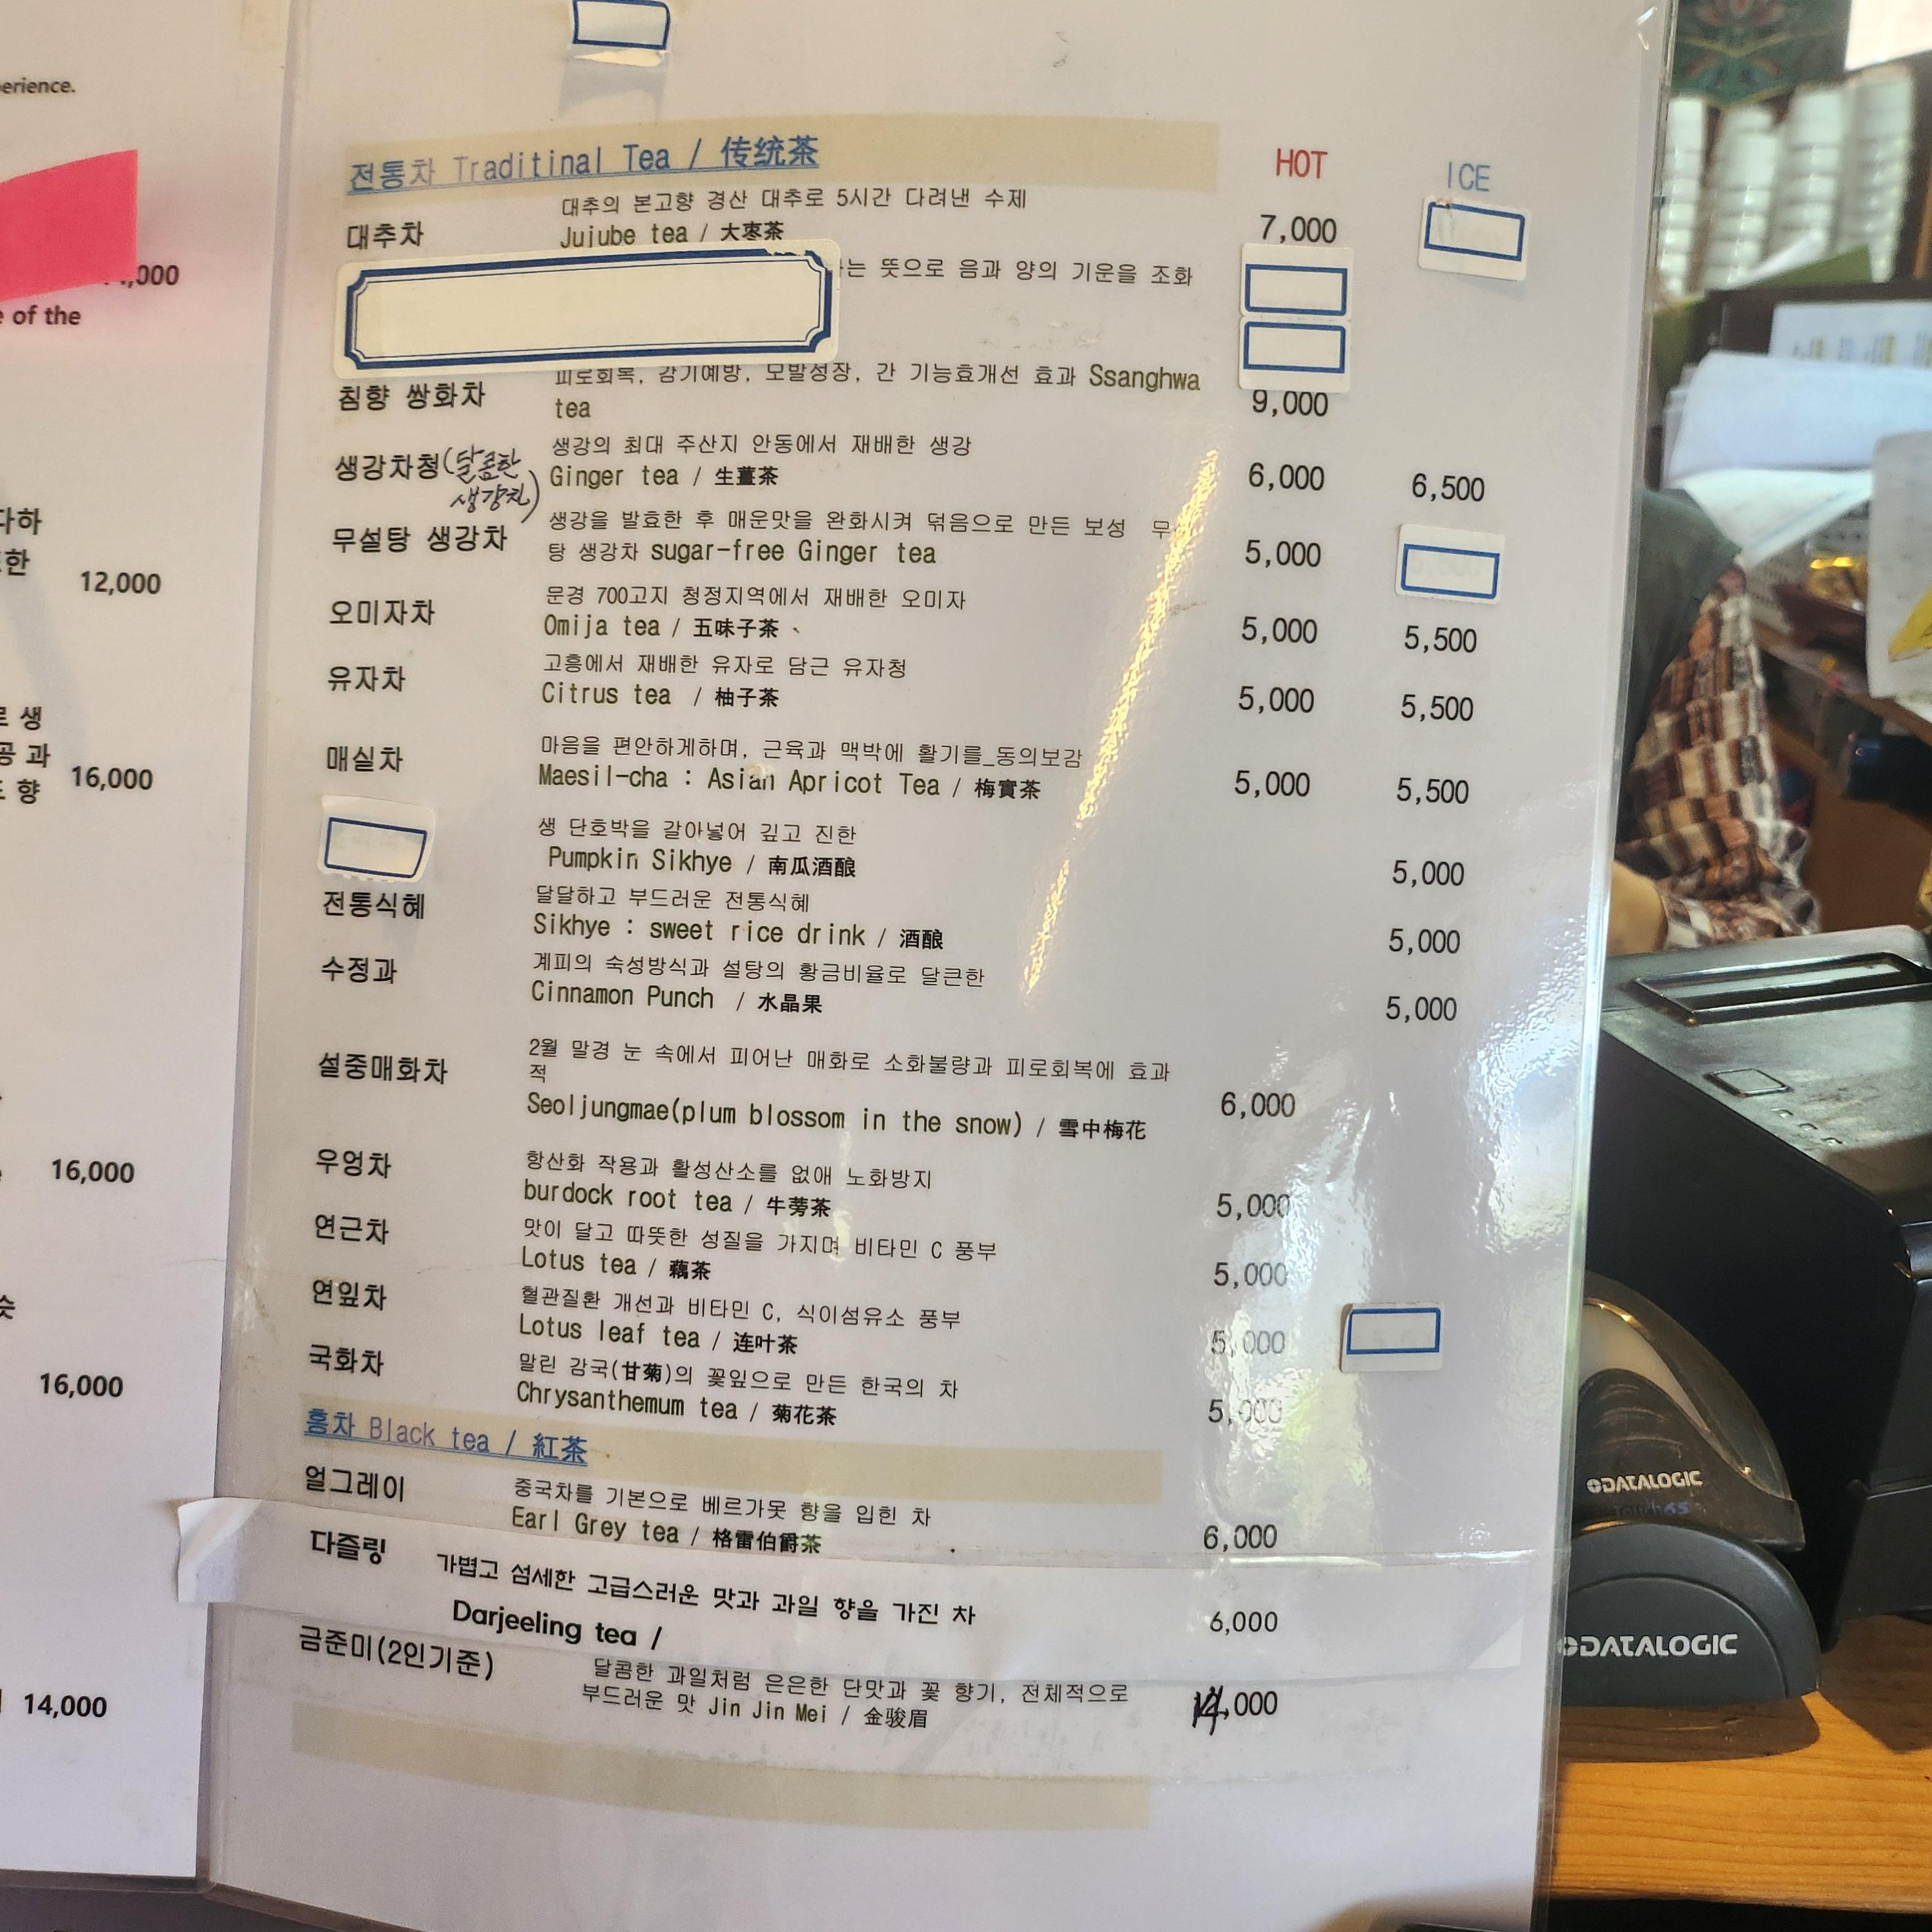 erience.
,000
of the
다하
한
12,000
생
과
향
16,000
16,000
16,000
14,000
전통차 Traditinal Tea / 传统茶
HOT
ICE
대추의 본고향 경산 대추로 5시간 다려낸 수제
대추차
Jujube tea / 大枣茶
7,000
는 뜻으로 음과 양의 기운을 조화
침향 쌍화차
피로회복, 감기예방, 모발성장, 간 기능효개선 효과 Ssanghwa
tea
9,000
생강의 최대 주산지 안동에서 재배한 생강
생강차청(달콤한
생강차)
Ginger tea / 生薑茶
6,000
6,500
생강을 발효한 후 매운맛을 완화시켜 덖음으로 만든 보성 무
무설탕 생강차
탕 생강차 sugar-free Ginger tea
5,000
문경 700고지 청정지역에서 재배한 오미자
오미자차
Omija tea / 五味子茶 、
5,000
5,500
고흥에서 재배한 유자로 담근 유자청
유자차
Citrus tea / 柚子茶
5,000
5,500
마음을 편안하게하며, 근육과 맥박에 활기를_동의보감
매실차
Maesil-cha : Asian Apricot Tea / 梅實茶
5,000
5,500
생 단호박을 갈아넣어 깊고 진한
Pumpkin Sikhye / 南瓜酒酿
5,000
달달하고 부드러운 전통식혜
전통식혜
Sikhye : sweet rice drink / 酒酿
5,000
계피의 숙성방식과 설탕의 황금비율로 달큰한
수정과
Cinnamon Punch / 水晶果
5,000
2월 말경 눈 속에서 피어난 매화로 소화불량과 피로회복에 효과
적
설중매화차
Seoljungmae(plum blossom in the snow) / 雪中梅花
6,000
항산화 작용과 활성산소를 없애 노화방지
우엉차
burdock root tea / 牛蒡茶
5,000
맛이 달고 따뜻한 성질을 가지며 비타민 C 풍부
연근차
Lotus tea / 藕茶
5,000
혈관질환 개선과 비타민 C, 식이섬유소 풍부
연잎차
Lotus leaf tea / 连叶茶
5,000
말린 감국(甘菊)의 꽃잎으로 만든 한국의 차
국화차
Chrysanthemum tea / 菊花茶
5,000
홍차 Black tea / 紅茶
얼그레이
중국차를 기본으로 베르가못 향을 입힌 차
Earl Grey tea / 格雷伯爵茶
6,000
다즐링
가볍고 섬세한 고급스러운 맛과 과일 향을 가진 차
Darjeeling tea /
6,000
금준미(2인기준)
달콤한 과일처럼 은은한 단맛과 꽃 향기, 전체적으로
부드러운 맛 Jin Jin Mei / 金骏眉
14,000
DATALOGIC
Touch65
DATALOGIC